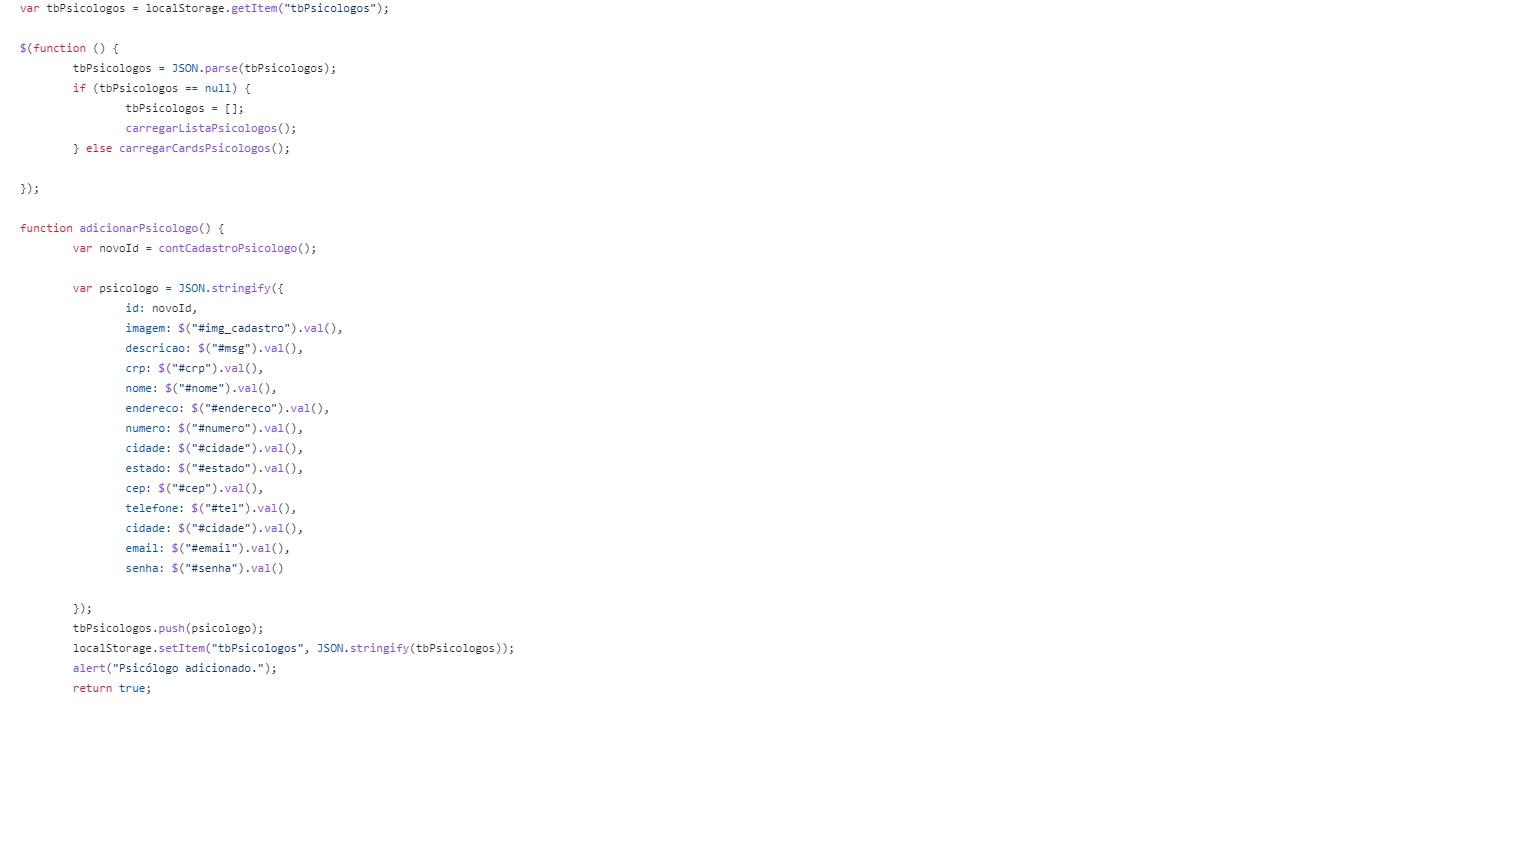 var tbPsicologos = localStorage.getItem("tbPsicologos");
$(function () {
tbPsicologos = JSON.parse(tbPsicologos);
if (tbPsicologos == null) {
tbPsicologos = [];
carregarListaPsicologos();
} else carregarCardsPsicologos();
});
function adicionarPsicologo() {
var novoId = contCadastroPsicologo();
var psicologo = JSON.stringify({
id: novoId,
imagem: $("#img_cadastro").val(),
descricao: $("#msg").val(),
crp: $("#crp").val(),
nome: $("#nome").val(),
endereco: $("#endereco").val(),
numero: $("#numero").val(),
cidade: $("#cidade").val(),
estado: $("#estado").val(),
cep: $("#cep").val(),
telefone: $("#tel").val(),
cidade: $("#cidade").val(),
email: $("#email").val(),
senha: $("#senha").val()
});
tbPsicologos.push(psicologo);
localStorage.setItem("tbPsicologos", JSON.stringify(tbPsicologos));
alert("Psicólogo adicionado.");
return true;